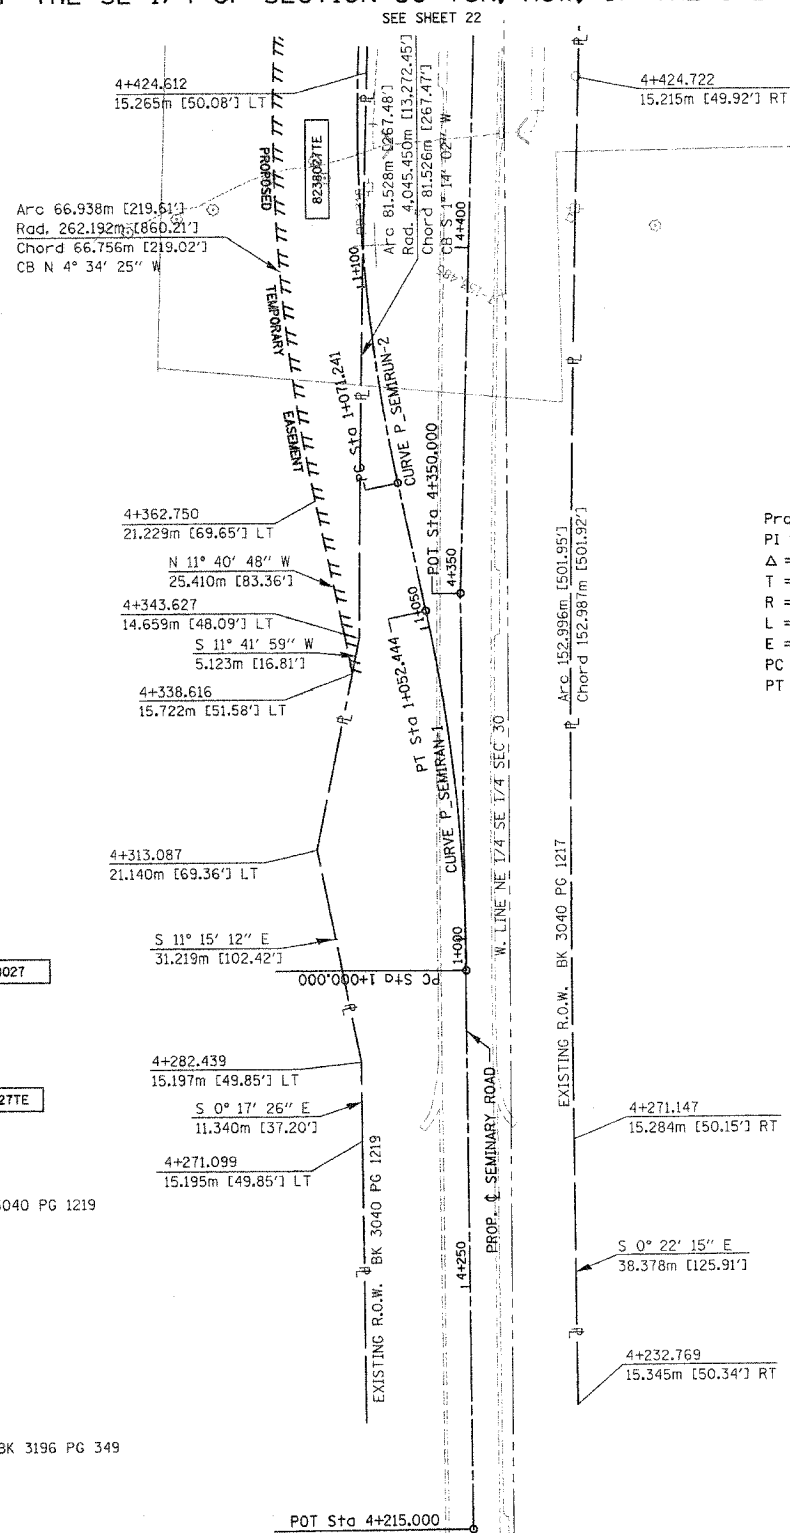 SEE SHEET 22
4+424.612
15.265m [50.08'] LT
4+424.722
15.215m [49.92'] RT
PROPOSED
TEMPORARY
EASEMENT
8238027TE
Arc 66.938m [219.61']
Rad. 262.192m [860.21']
Chord 66.756m [219.02']
CB N 4° 34' 25" W
Arc 81.528m [267.48']
Rad. 4,045.450m [13,272.45']
Chord 81.526m [267.47']
CB S 1° 14' 02" W
1+100
4+400
PC Sta 1+071.241
CURVE P_SEMIRUN-2
POT Sta 4+350.000
4+350
1+050
PT Sta 1+052.444
CURVE P_SEMIRAN-1
4+362.750
21.229m [69.65'] LT
N 11° 40' 48" W
25.410m [83.36']
4+343.627
14.659m [48.09'] LT
S 11° 41' 59" W
5.123m [16.81']
4+338.616
15.722m [51.58'] LT
Arc 152.996m [501.95']
Chord 152.987m [501.92']
PI
Δ =
T =
R =
L =
E =
PC
PT
W. LINE NE 1/4 SE 1/4 SEC 30
4+313.087
21.140m [69.36'] LT
S 11° 15' 12" E
31.219m [102.42']
1+000
PC Sta 1+000.000
3027
27TE
EXISTING R.O.W. BK 3040 PG 1217
4+282.439
15.197m [49.85'] LT
S 0° 17' 26" E
11.340m [37.20']
4+271.099
15.195m [49.85'] LT
4+271.147
15.284m [50.15'] RT
PROP. ℄ SEMINARY ROAD
3040 PG 1219
EXISTING R.O.W. BK 3040 PG 1219
4+250
S 0° 22' 15" E
38.378m [125.91']
4+232.769
15.345m [50.34'] RT
BK 3196 PG 349
POT Sta 4+215.000